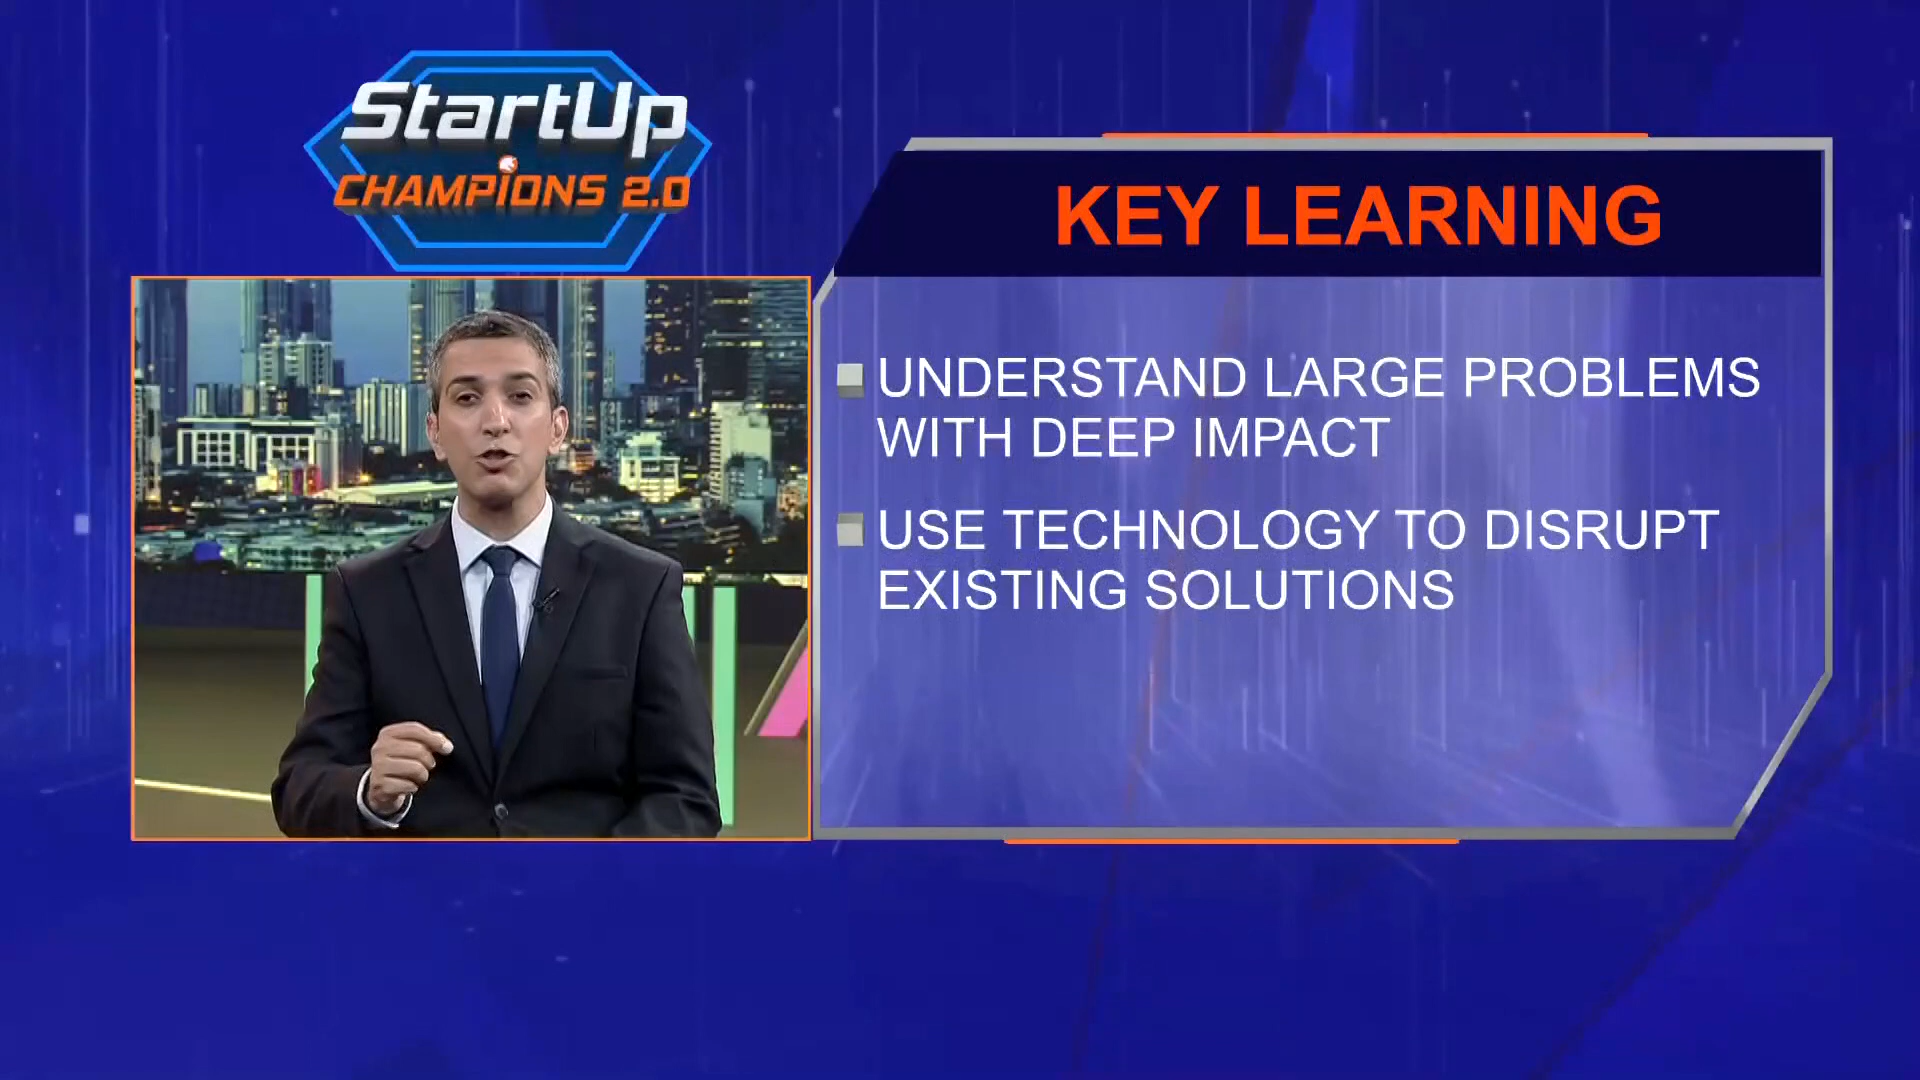 StartUp
CHAMPIONS 2.0
KEY LEARNING
UNDERSTAND LARGE PROBLEMS
WITH DEEP IMPACT
USE TECHNOLOGY TO DISRUPT
EXISTING SOLUTIONS